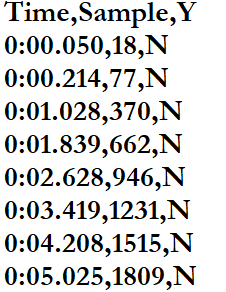 Time,Sample,Y
0:00.050,18,N
0:00.214,77,N
0:01.028,370,N
0:01.839,662,N
0:02.628,946,N
0:03.419,1231,N
0:04.208,1515,N
0:05.025,1809,N